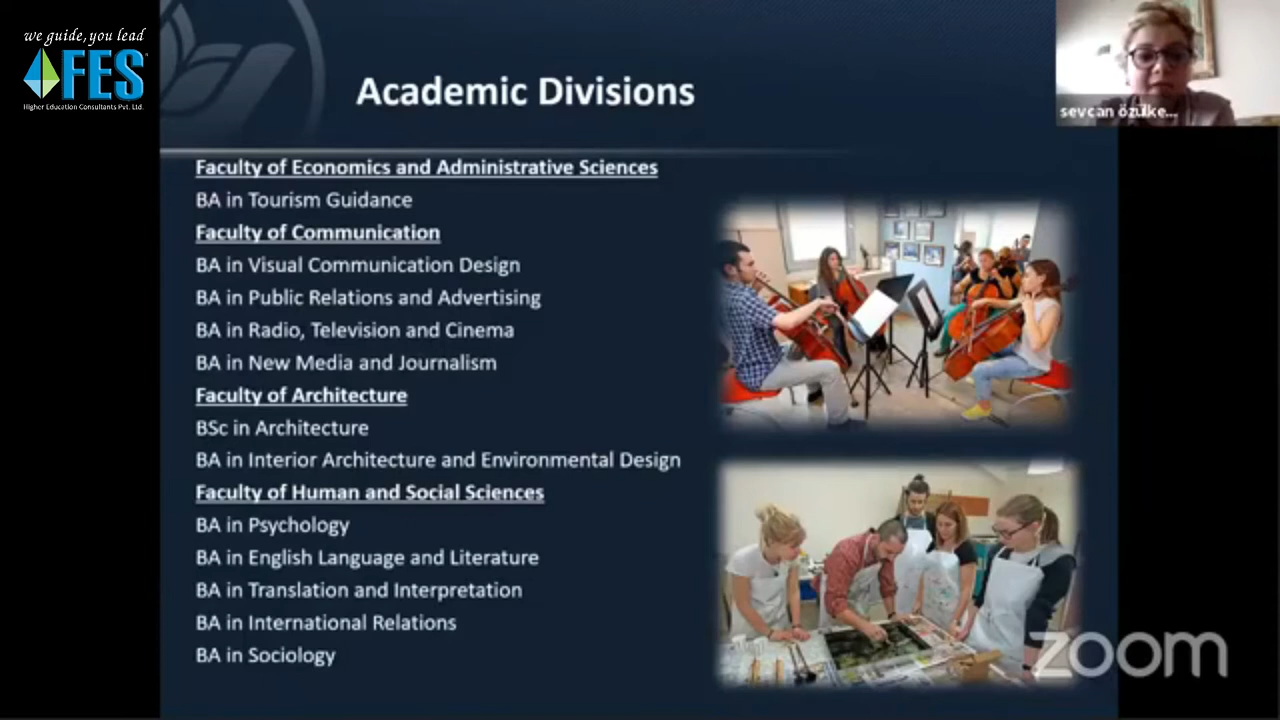 we guide, you lead
FES
Higher Education Consultants Pvt. Ltd.
Academic Divisions
sevcan özülke...
Faculty of Economics and Administrative Sciences
BA in Tourism Guidance
Faculty of Communication
BA in Visual Communication Design
BA in Public Relations and Advertising
BA in Radio, Television and Cinema
BA in New Media and Journalism
Faculty of Architecture
BSc in Architecture
BA in Interior Architecture and Environmental Design
Faculty of Human and Social Sciences
BA in Psychology
BA in English Language and Literature
BA in Translation and Interpretation
BA in International Relations
BA in Sociology
zoom